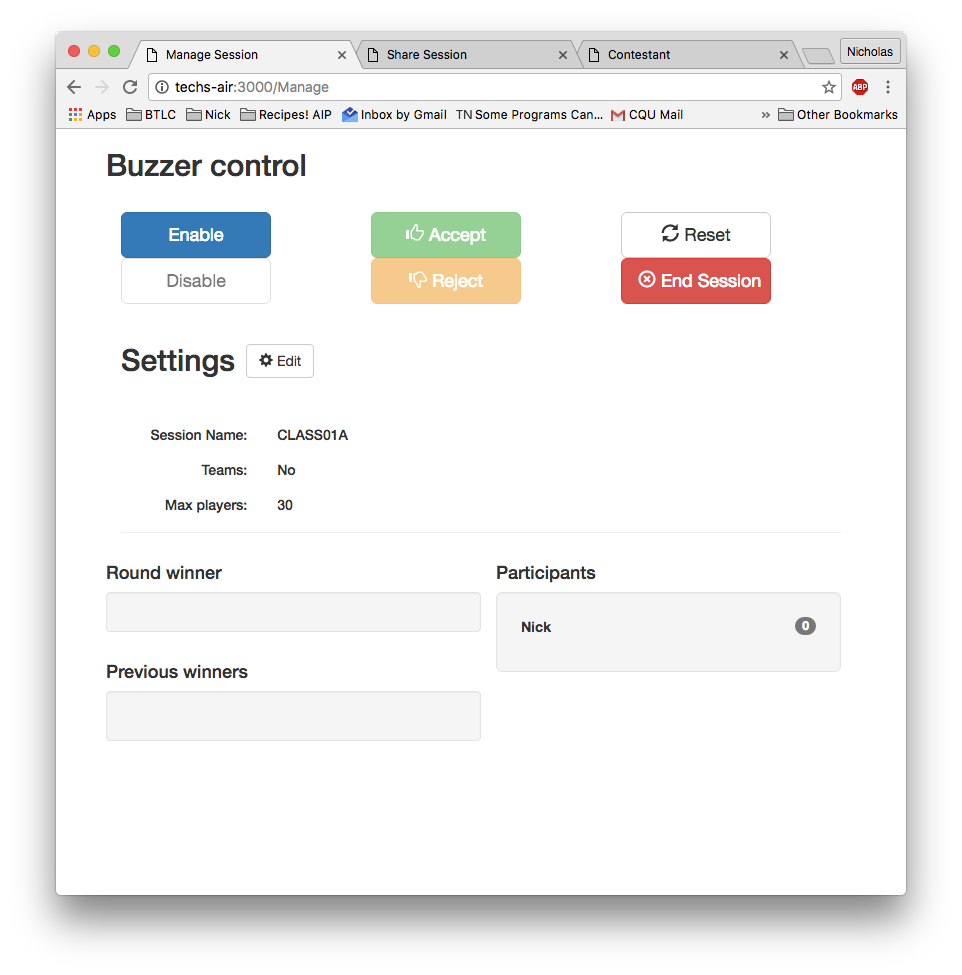 Manage Session
Share Session
Contestant
Nicholas
techs-air:3000/Manage
ABP
Apps
BTLC
Nick
Recipes! AIP
Inbox by Gmail
TN Some Programs Can...
CQU Mail
»
Other Bookmarks
Buzzer control
Enable
Accept
Reset
Disable
Reject
End Session
Settings
Edit
Session Name: CLASS01A
Teams: No
Max players: 30
Round winner
Participants
Nick 0
Previous winners